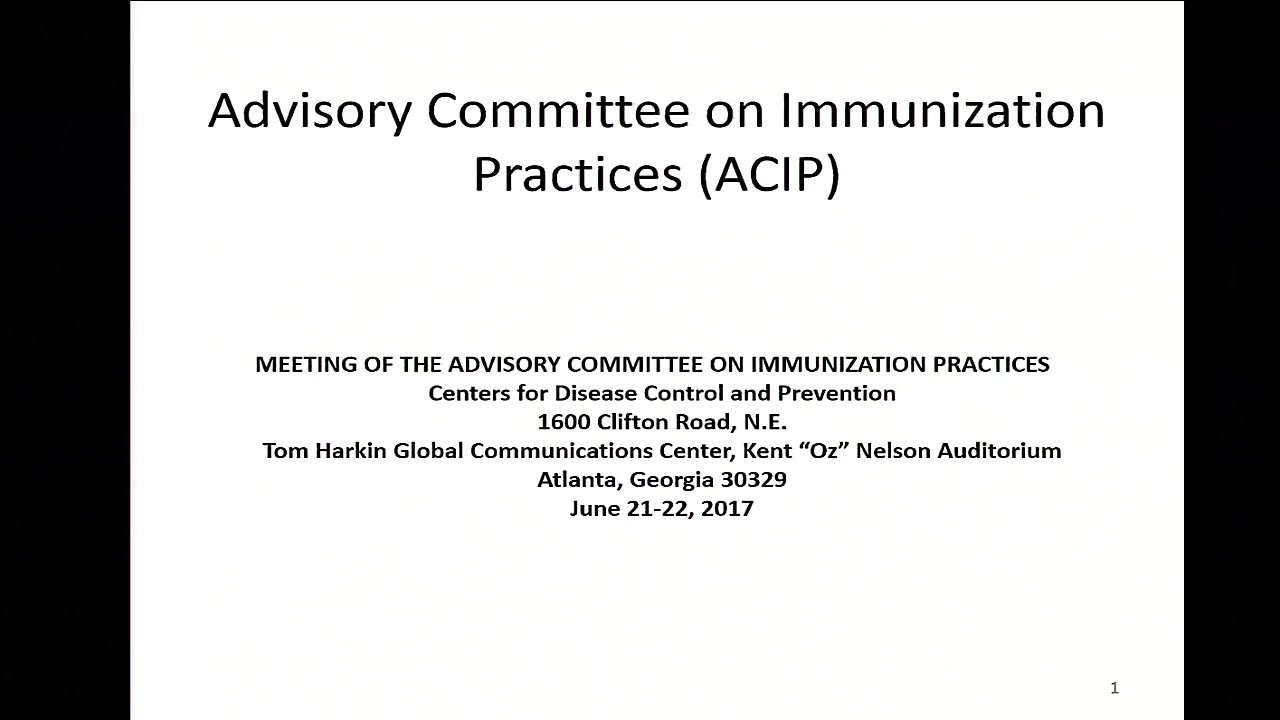 Advisory Committee on Immunization
Practices (ACIP)
MEETING OF THE ADVISORY COMMITTEE ON IMMUNIZATION PRACTICES
Centers for Disease Control and Prevention
1600 Clifton Road, N.E.
Tom Harkin Global Communications Center, Kent “Oz” Nelson Auditorium
Atlanta, Georgia 30329
June 21-22, 2017
1